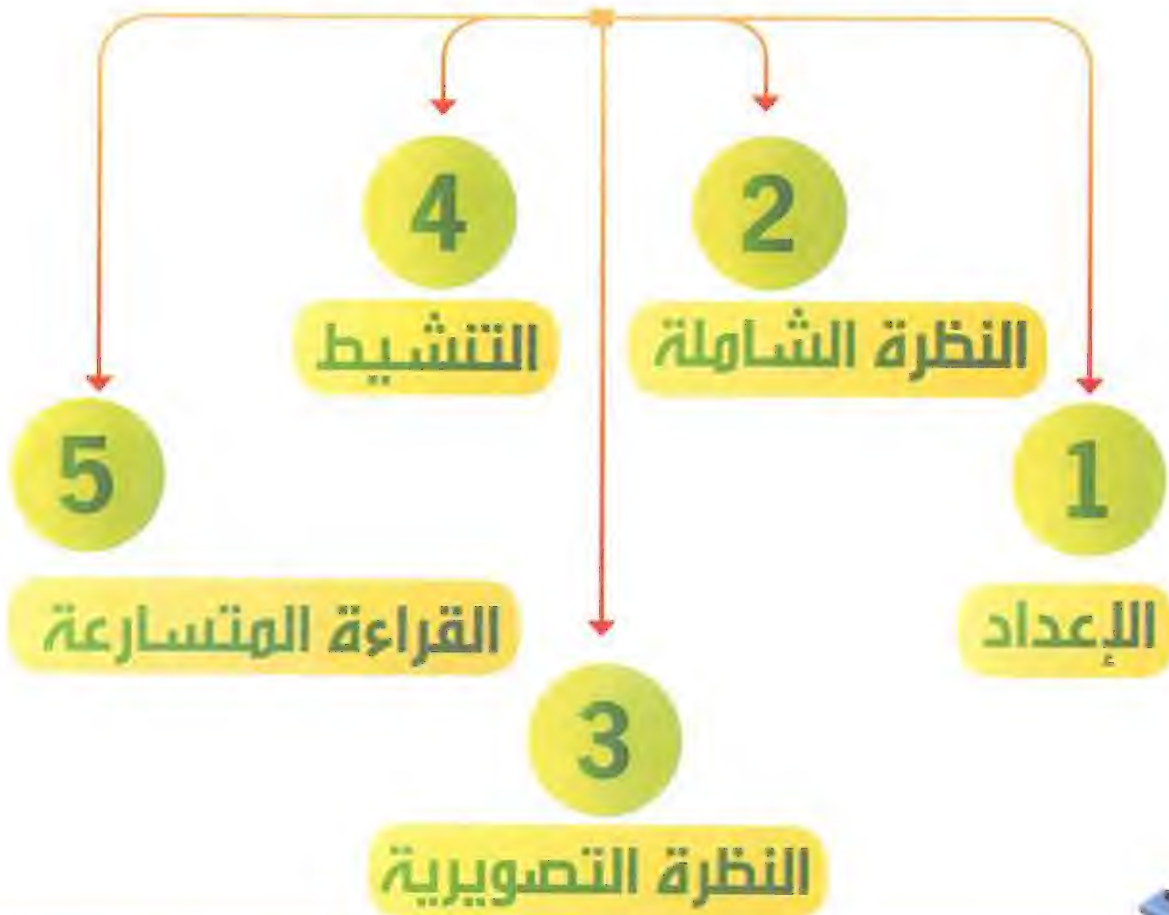 1
الإعداد
2
النظرة الشاملة
3
النظرة التصويرية
4
التنشيط
5
القراءة المتسارعة